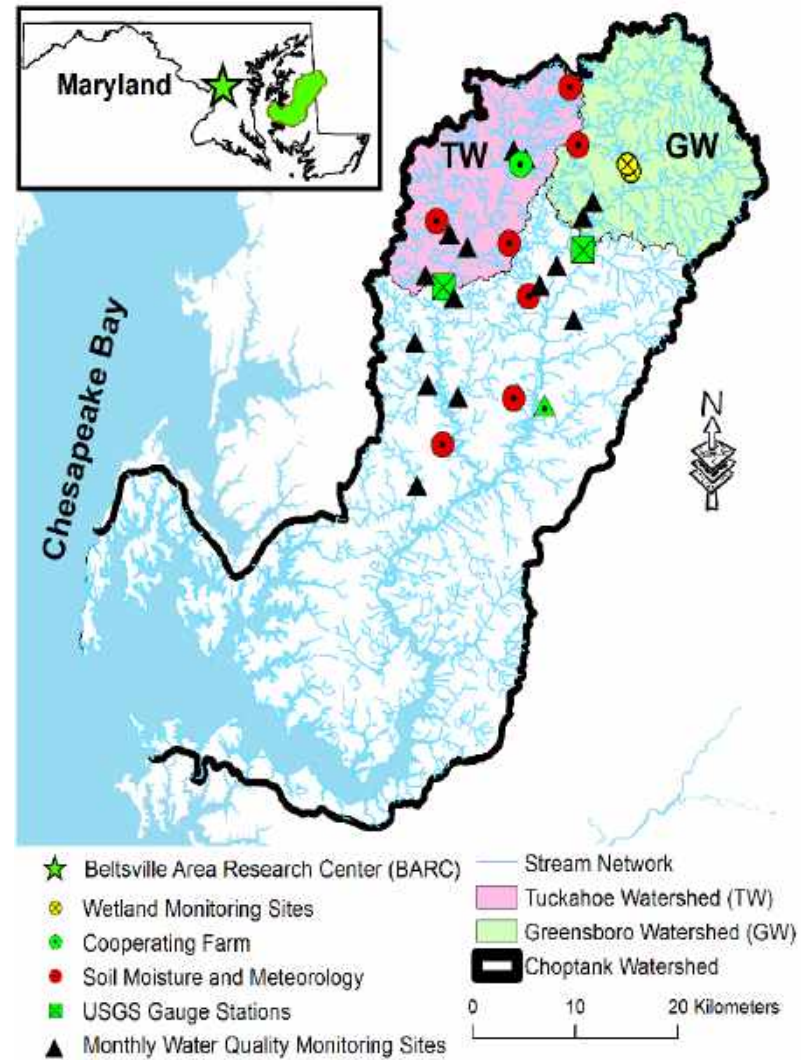 Maryland
TW
GW
Chesapeake Bay
N
Beltsville Area Research Center (BARC)
Wetland Monitoring Sites
Cooperating Farm
Soil Moisture and Meteorology
USGS Gauge Stations
Monthly Water Quality Monitoring Sites
Stream Network
Tuckahoe Watershed (TW)
Greensboro Watershed (GW)
Choptank Watershed
0 10 20 Kilometers